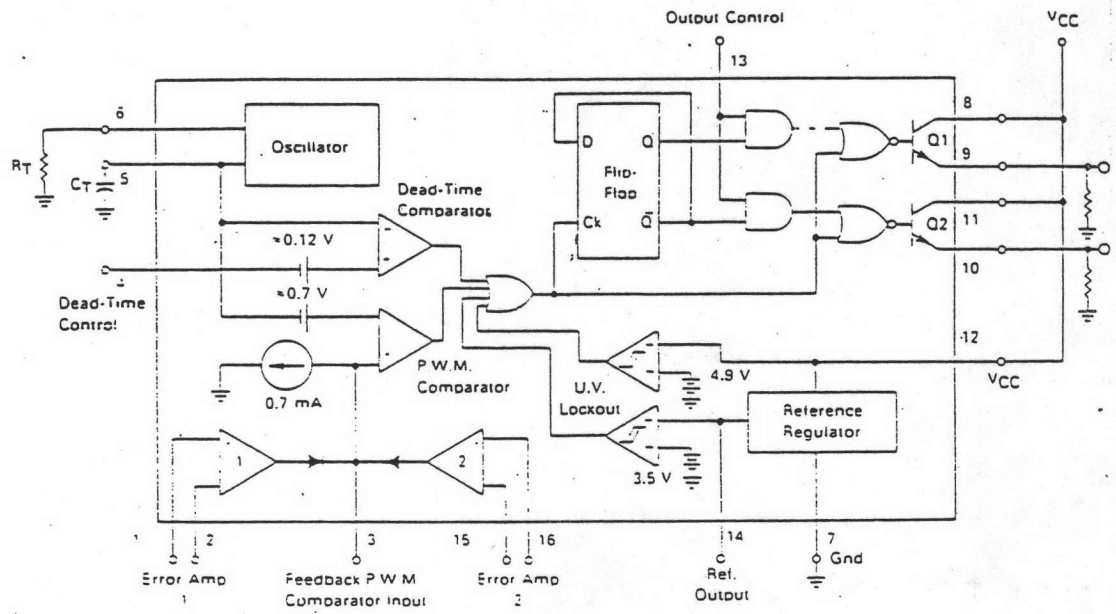 Output Control
VCC
13
6
RT
CT
5
Oscillator
D
Q
Flip-
Flop
Ck
Q
8
Q1
9
11
Q2
10
Dead-Time
Comparator
≈0.12 V
4
Dead-Time
Control
≈0.7 V
P.W.M.
Comparator
0.7 mA
U.V.
Lockout
4.9 V
12
VCC
Reference
Regulator
3.5 V
1
2
1
2
3
15
16
14
7
Error Amp
1
Feedback P.W.M.
Comparator Input
Error Amp
2
Ref.
Output
Gnd